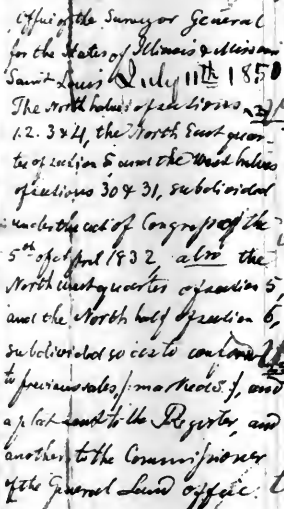 Office of the Surveyor General
for the States of Illinois & Missouri
Saint Louis July 11th 1850
The North halves of sections
1. 2. 3 & 4, the North East quar
ter of section 5 and the West halves
of sections 30 & 31, subdivided
under the act of Congress of the
5th of April 1832 also the
North west quarter of section 5,
and the North half of section 6,
subdivided so as to conform
to previous sales, /: marked S :/, and
a plat sent to the Register, and
another to the Commissioner
of the General Land office.